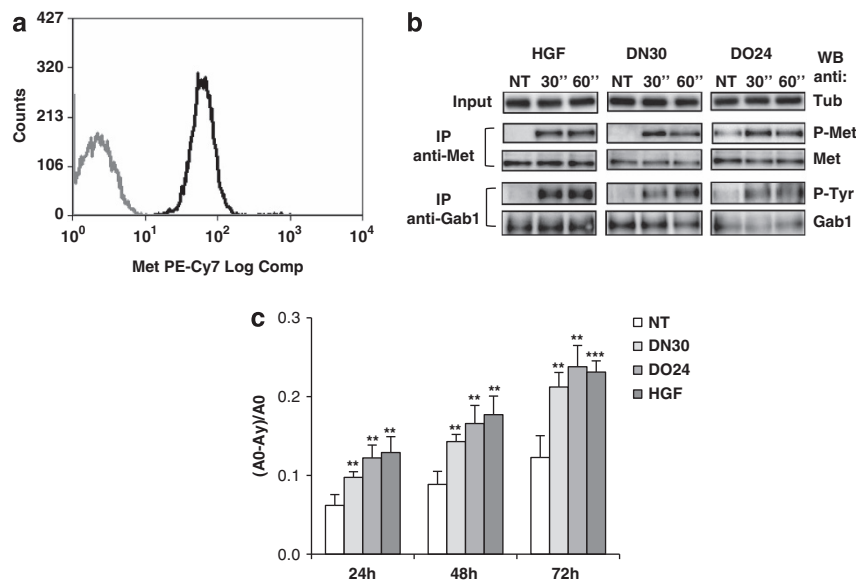 a
427
320
213
106
0
Counts
10^0 10^1 10^2 10^3 10^4
Met PE-Cy7 Log Comp
b
HGF DN30 DO24 WB anti:
NT 30’’ 60’’ NT 30’’ 60’’ NT 30’’ 60’’
Input Tub
IP anti-Met P-Met
Met
IP anti-Gab1 P-Tyr
Gab1
c
0.3
0.2
0.1
0.0
(A0-Ay)/A0
** ** **
** ** **
** ** ***
24h 48h 72h
NT
DN30
DO24
HGF